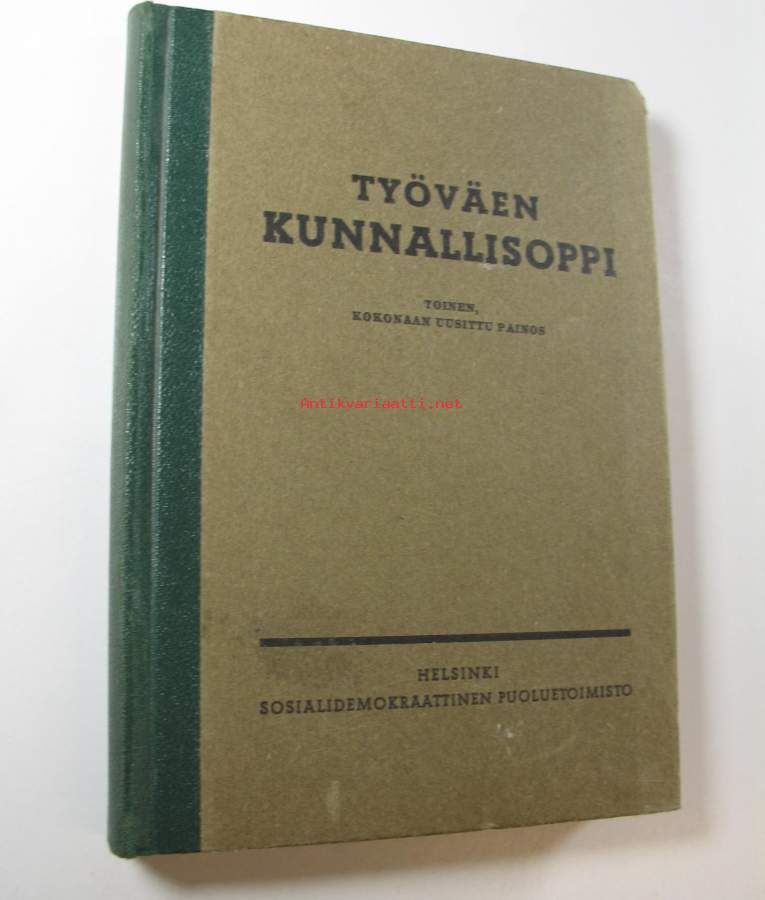 TYÖVÄEN
KUNNALLISOPPI
TOINEN,
KOKONAAN UUSITTU PAINOS
Antikvariaatti.net
HELSINKI
SOSIALIDEMOKRAATTINEN PUOLUETOIMISTO